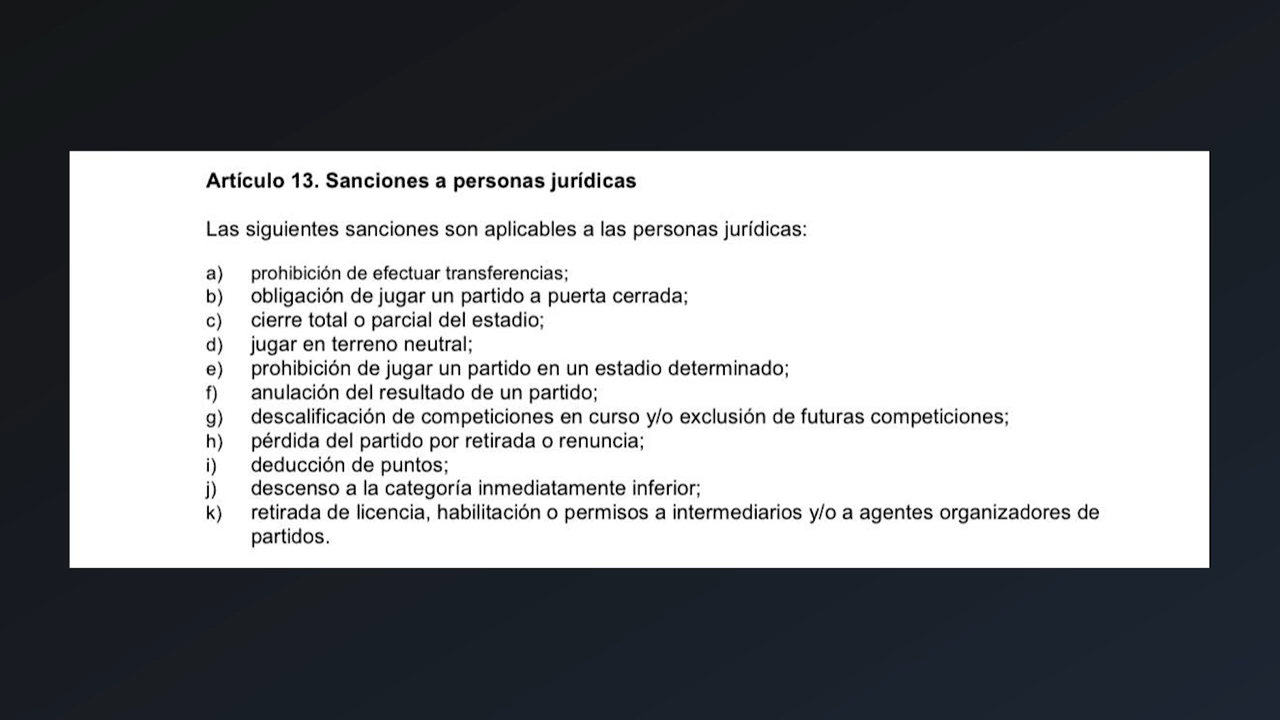 Artículo 13. Sanciones a personas jurídicas
Las siguientes sanciones son aplicables a las personas jurídicas:
a) prohibición de efectuar transferencias;
b) obligación de jugar un partido a puerta cerrada;
c) cierre total o parcial del estadio;
d) jugar en terreno neutral;
e) prohibición de jugar un partido en un estadio determinado;
f) anulación del resultado de un partido;
g) descalificación de competiciones en curso y/o exclusión de futuras competiciones;
h) pérdida del partido por retirada o renuncia;
i) deducción de puntos;
j) descenso a la categoría inmediatamente inferior;
k) retirada de licencia, habilitación o permisos a intermediarios y/o a agentes organizadores de
partidos.